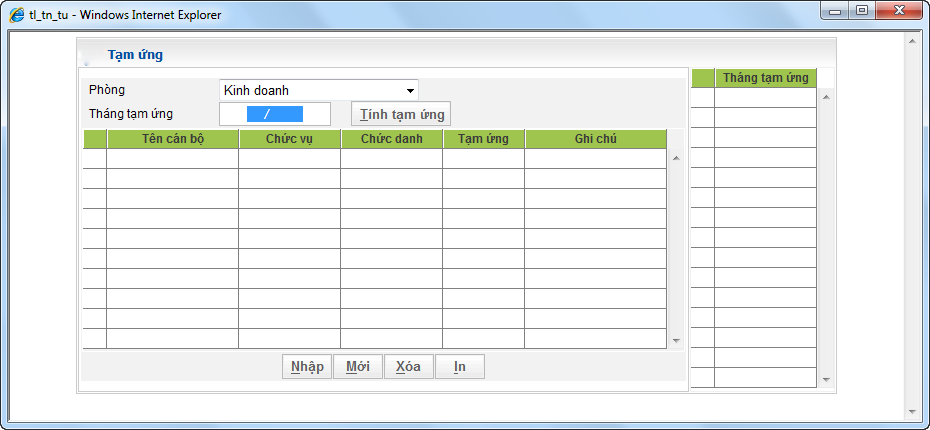 tl_tn_tu - Windows Internet Explorer
Tạm ứng
Phòng Kinh doanh
Tháng tạm ứng / Tính tạm ứng
Tên cán bộ Chức vụ Chức danh Tạm ứng Ghi chú
Nhập Mới Xóa In
Tháng tạm ứng